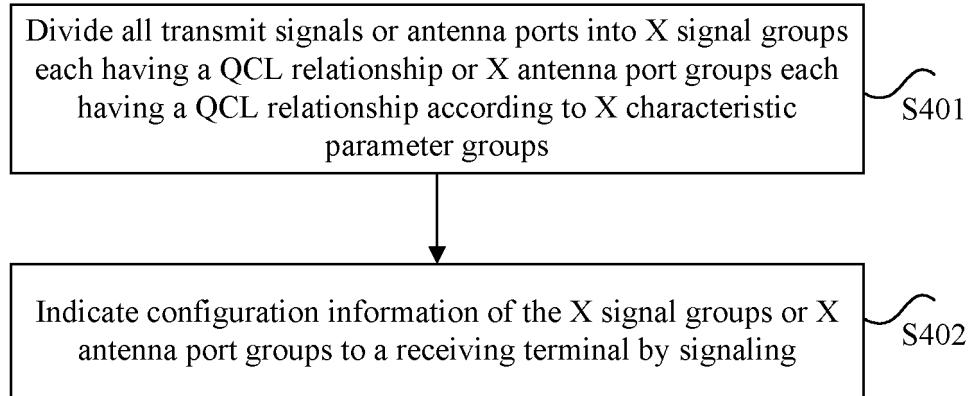 Divide all transmit signals or antenna ports into X signal groups
each having a QCL relationship or X antenna port groups each
having a QCL relationship according to X characteristic
parameter groups
S401
Indicate configuration information of the X signal groups or X
antenna port groups to a receiving terminal by signaling
S402